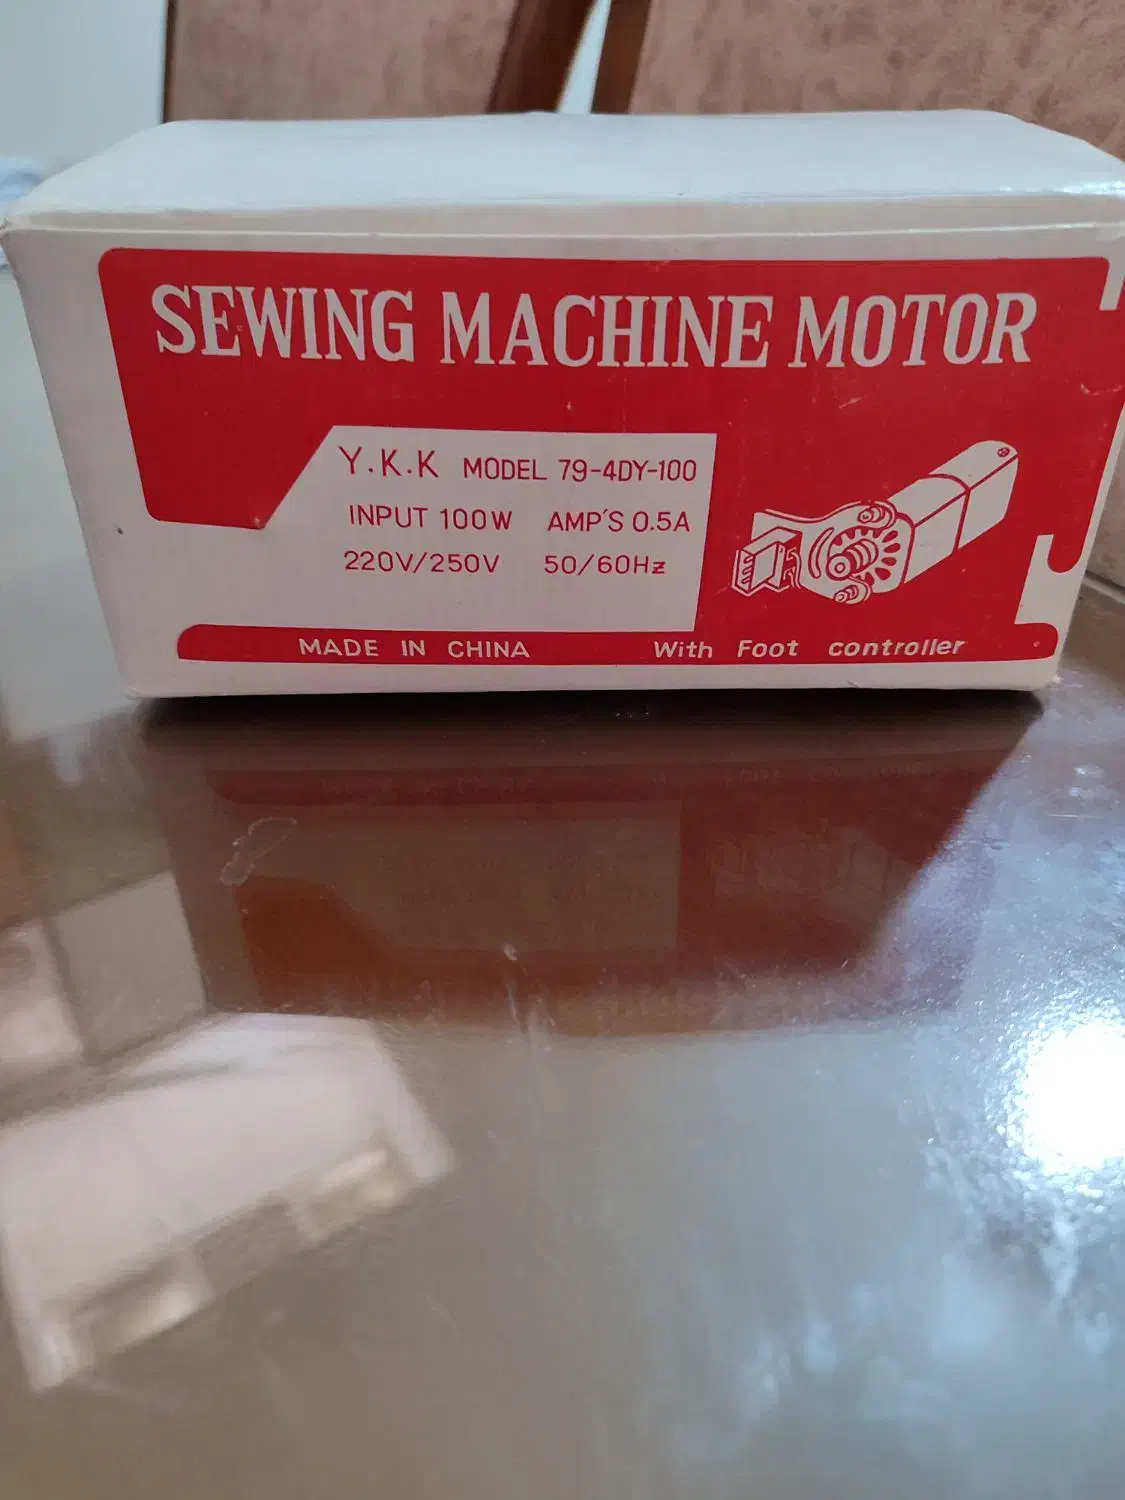 SEWING MACHINE MOTOR
Y.K.K MODEL 79-4DY-100
INPUT 100W AMP'S 0.5A
220V/250V 50/60Hz
MADE IN CHINA With Foot controller